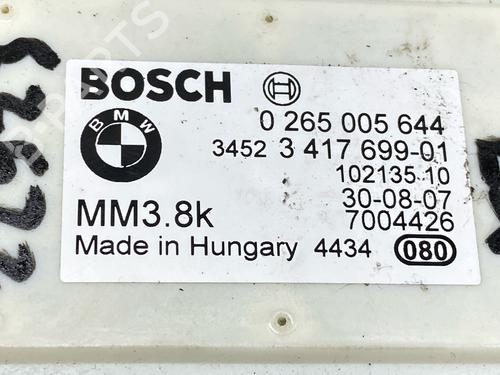 BOSCH
BMW
0 265 005 644
3452 3 417 699-01
102135.10
30-08-07
MM3.8k
7004426
Made in Hungary 4434 080